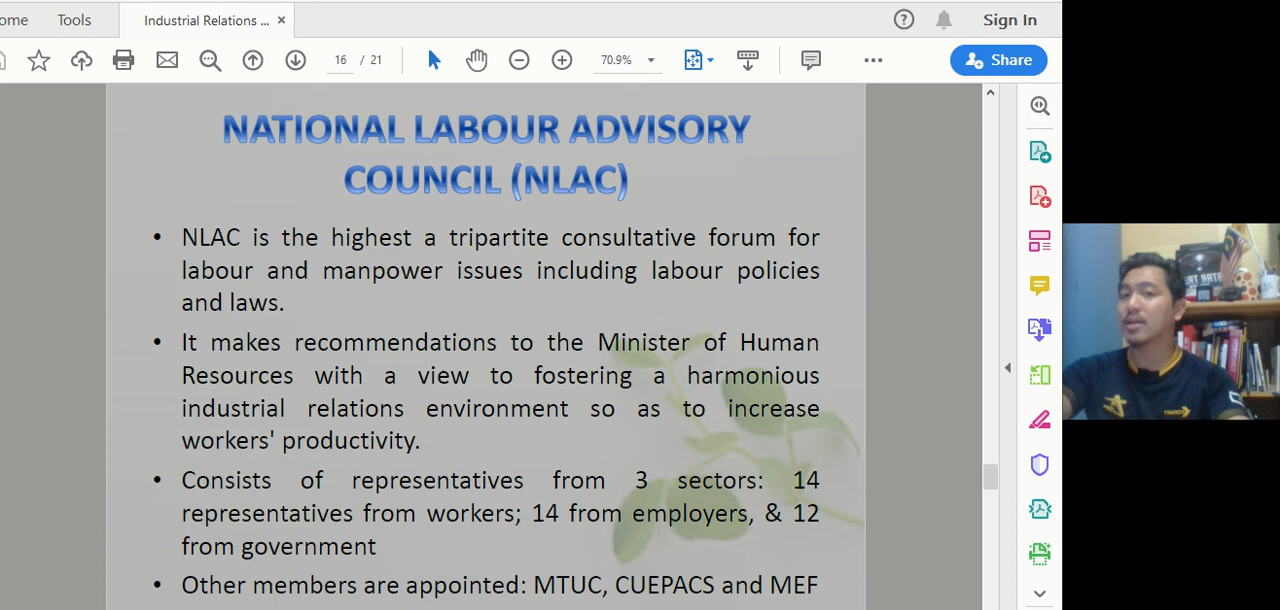 ome Tools Industrial Relations ... × Sign In
16 / 21 70.9% Share
NATIONAL LABOUR ADVISORY
COUNCIL (NLAC)
• NLAC is the highest a tripartite consultative forum for
labour and manpower issues including labour policies
and laws.
• It makes recommendations to the Minister of Human
Resources with a view to fostering a harmonious
industrial relations environment so as to increase
workers' productivity.
• Consists of representatives from 3 sectors: 14
representatives from workers; 14 from employers, & 12
from government
• Other members are appointed: MTUC, CUEPACS and MEF